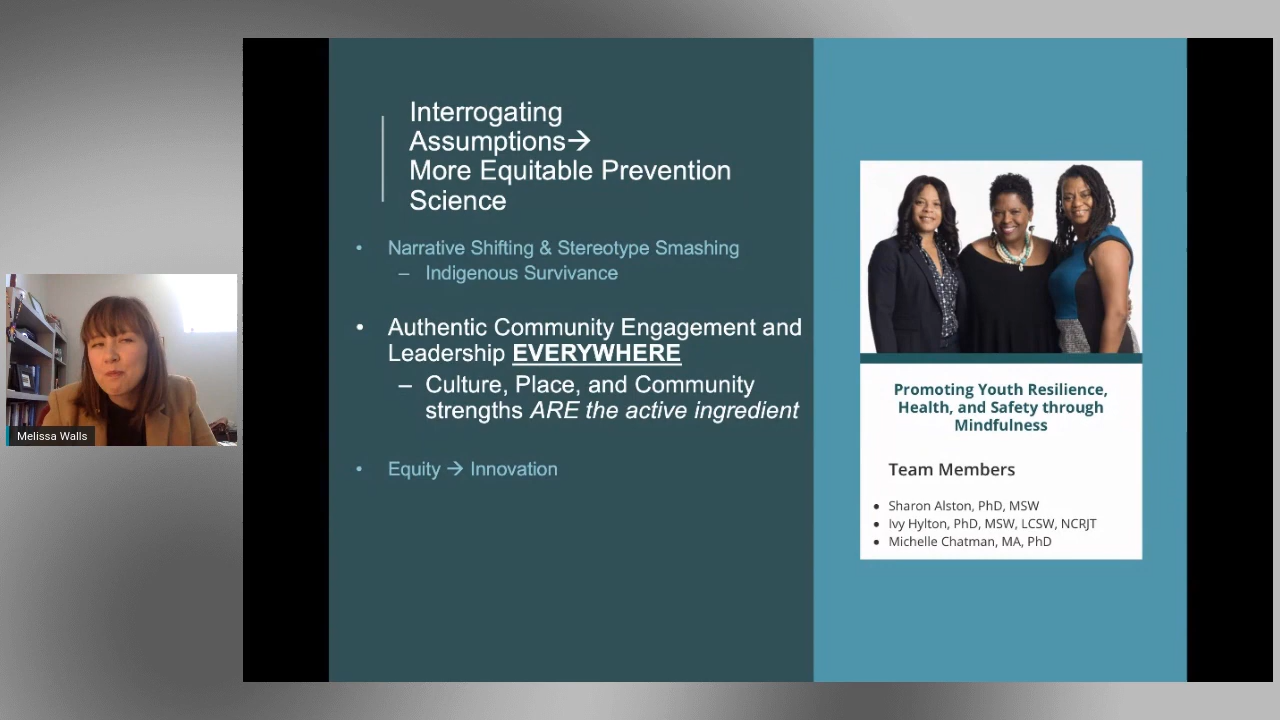 Interrogating
Assumptions→
More Equitable Prevention
Science
• Narrative Shifting & Stereotype Smashing
– Indigenous Survivance
• Authentic Community Engagement and
Leadership EVERYWHERE
– Culture, Place, and Community
strengths ARE the active ingredient
• Equity → Innovation
Promoting Youth Resilience,
Health, and Safety through
Mindfulness
Team Members
• Sharon Alston, PhD, MSW
• Ivy Hylton, PhD, MSW, LCSW, NCRJT
• Michelle Chatman, MA, PhD
Melissa Walls